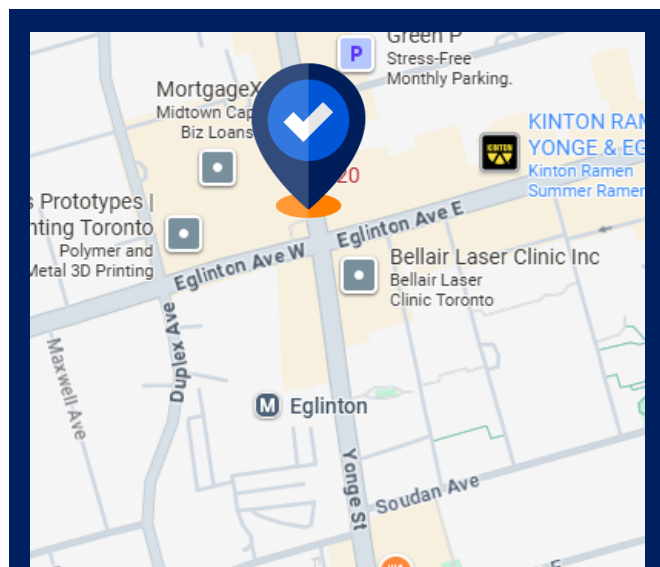 Green P
Stress-Free
Monthly Parking.
P
MortgageX
Midtown Cap
Biz Loans
20
KINTON
KINTON RAM
YONGE & EG
Kinton Ramen
Summer Ramen
s Prototypes |
nting Toronto
Polymer and
Metal 3D Printing
Eglinton Ave W
Eglinton Ave E
Bellair Laser Clinic Inc
Bellair Laser
Clinic Toronto
Maxwell Ave
Duplex Ave
M
Eglinton
Yonge St
Soudan Ave